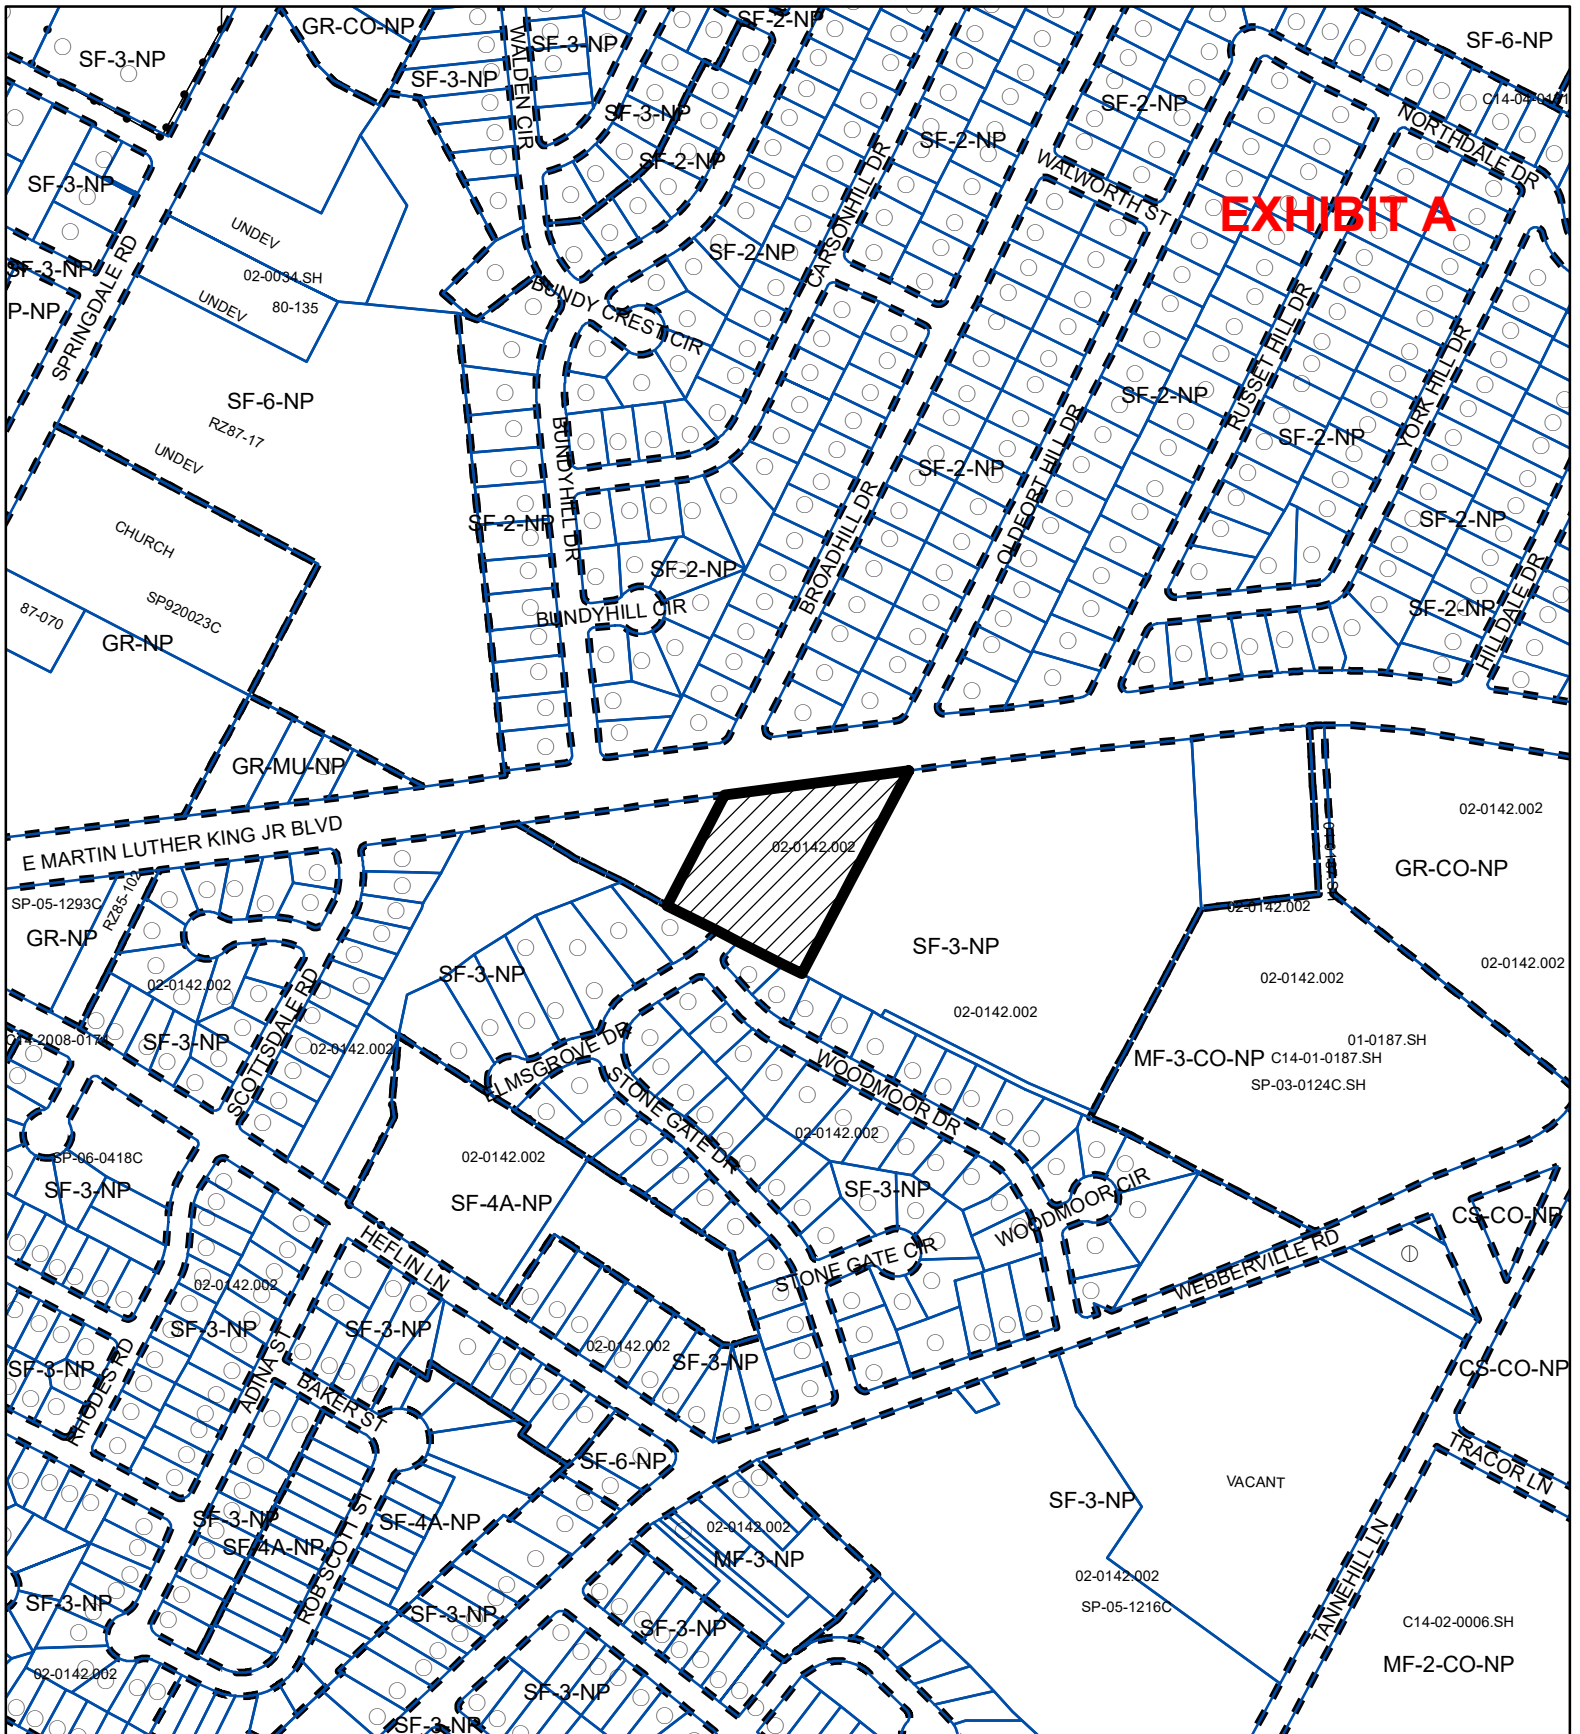 GR-CO-NP
SF-2-NP
SF-3-NP
SF-6-NP
SF-3-NP
SF-3-NP
WALDEN CIR
SF-3-NP
SF-2-NP
SF-2-NP
NORTHDALE DR
SF-2-NP
SF-2-NP
WALWORTH ST
SF-3-NP
EXHIBIT A
UNDEV
CARSONHILL DR
SF-2-NP
SPRINGDALE RD
SF-3-NP
02-0034.SH
UNDEV
80-135
P-NP
BUNDY CREST CIR
RUSSET HILL DR
YORK HILL DR
SF-6-NP
RZ87-17
UNDEV
SF-2-NP
SF-2-NP
BUNDYHILL DR
OLDFORT HILL DR
SF-2-NP
SF-2-NP
SF-2-NP
CHURCH
BROADHILL DR
SF-2-NP
HILLDALE DR
87-070
SP920023C
BUNDYHILL CIR
SF-2-NP
GR-NP
GR-MU-NP
E MARTIN LUTHER KING JR BLVD
02-0142.002
02-0142.002
GR-CO-NP
SP-05-1293C
RZ85-102
02-0142.002
GR-NP
SF-3-NP
SF-3-NP
02-0142.002
02-0142.002
02-0142.002
02-0142.002
SCOTTSDALE RD
SF-3-NP
02-0142.002
ELMSGROVE DR
01-0187.SH
MF-3-CO-NP
C14-01-0187.SH
SP-03-0124C.SH
STONE GATE DR
WOODMOOR DR
02-0142.002
02-0142.002
SP-06-0418C
SF-3-NP
SF-4A-NP
SF-3-NP
WOODMOOR CIR
CS-CO-NP
HEFLIN LN
STONE GATE CIR
WEBBERVILLE RD
02-0142.002
SF-3-NP
SF-3-NP
02-0142.002
SF-3-NP
SF-3-NP
CS-CO-NP
RHODES RD
ADINA ST
BAKER ST
SF-6-NP
TRACOR LN
VACANT
SF-3-NP
SF-3-NP
SF-4A-NP
SF-4A-NP
ROB SCOTT ST
02-0142.002
MF-3-NP
02-0142.002
SP-05-1216C
SF-3-NP
SF-3-NP
SF-3-NP
TANNEHILL LN
C14-02-0006.SH
MF-2-CO-NP
02-0142.002
SF-3-NP
SF-3-NP